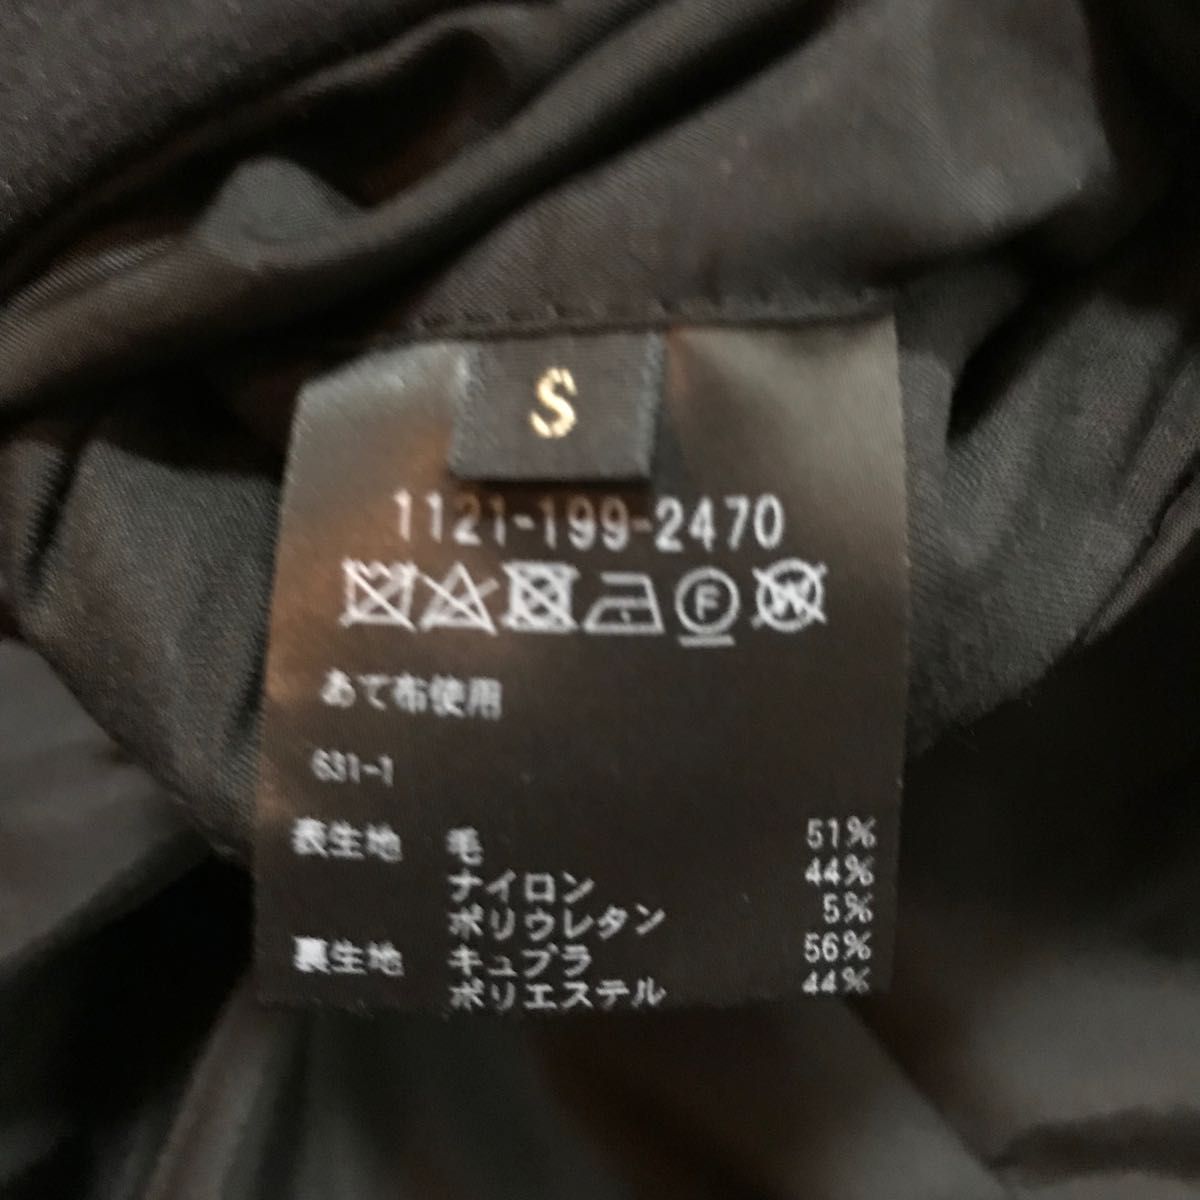 S
1121-199-2470
F W
あて布使用
631-1
表生地 毛 51%
ナイロン 44%
ポリウレタン 5%
裏生地 キュプラ 56%
ポリエステル 44%